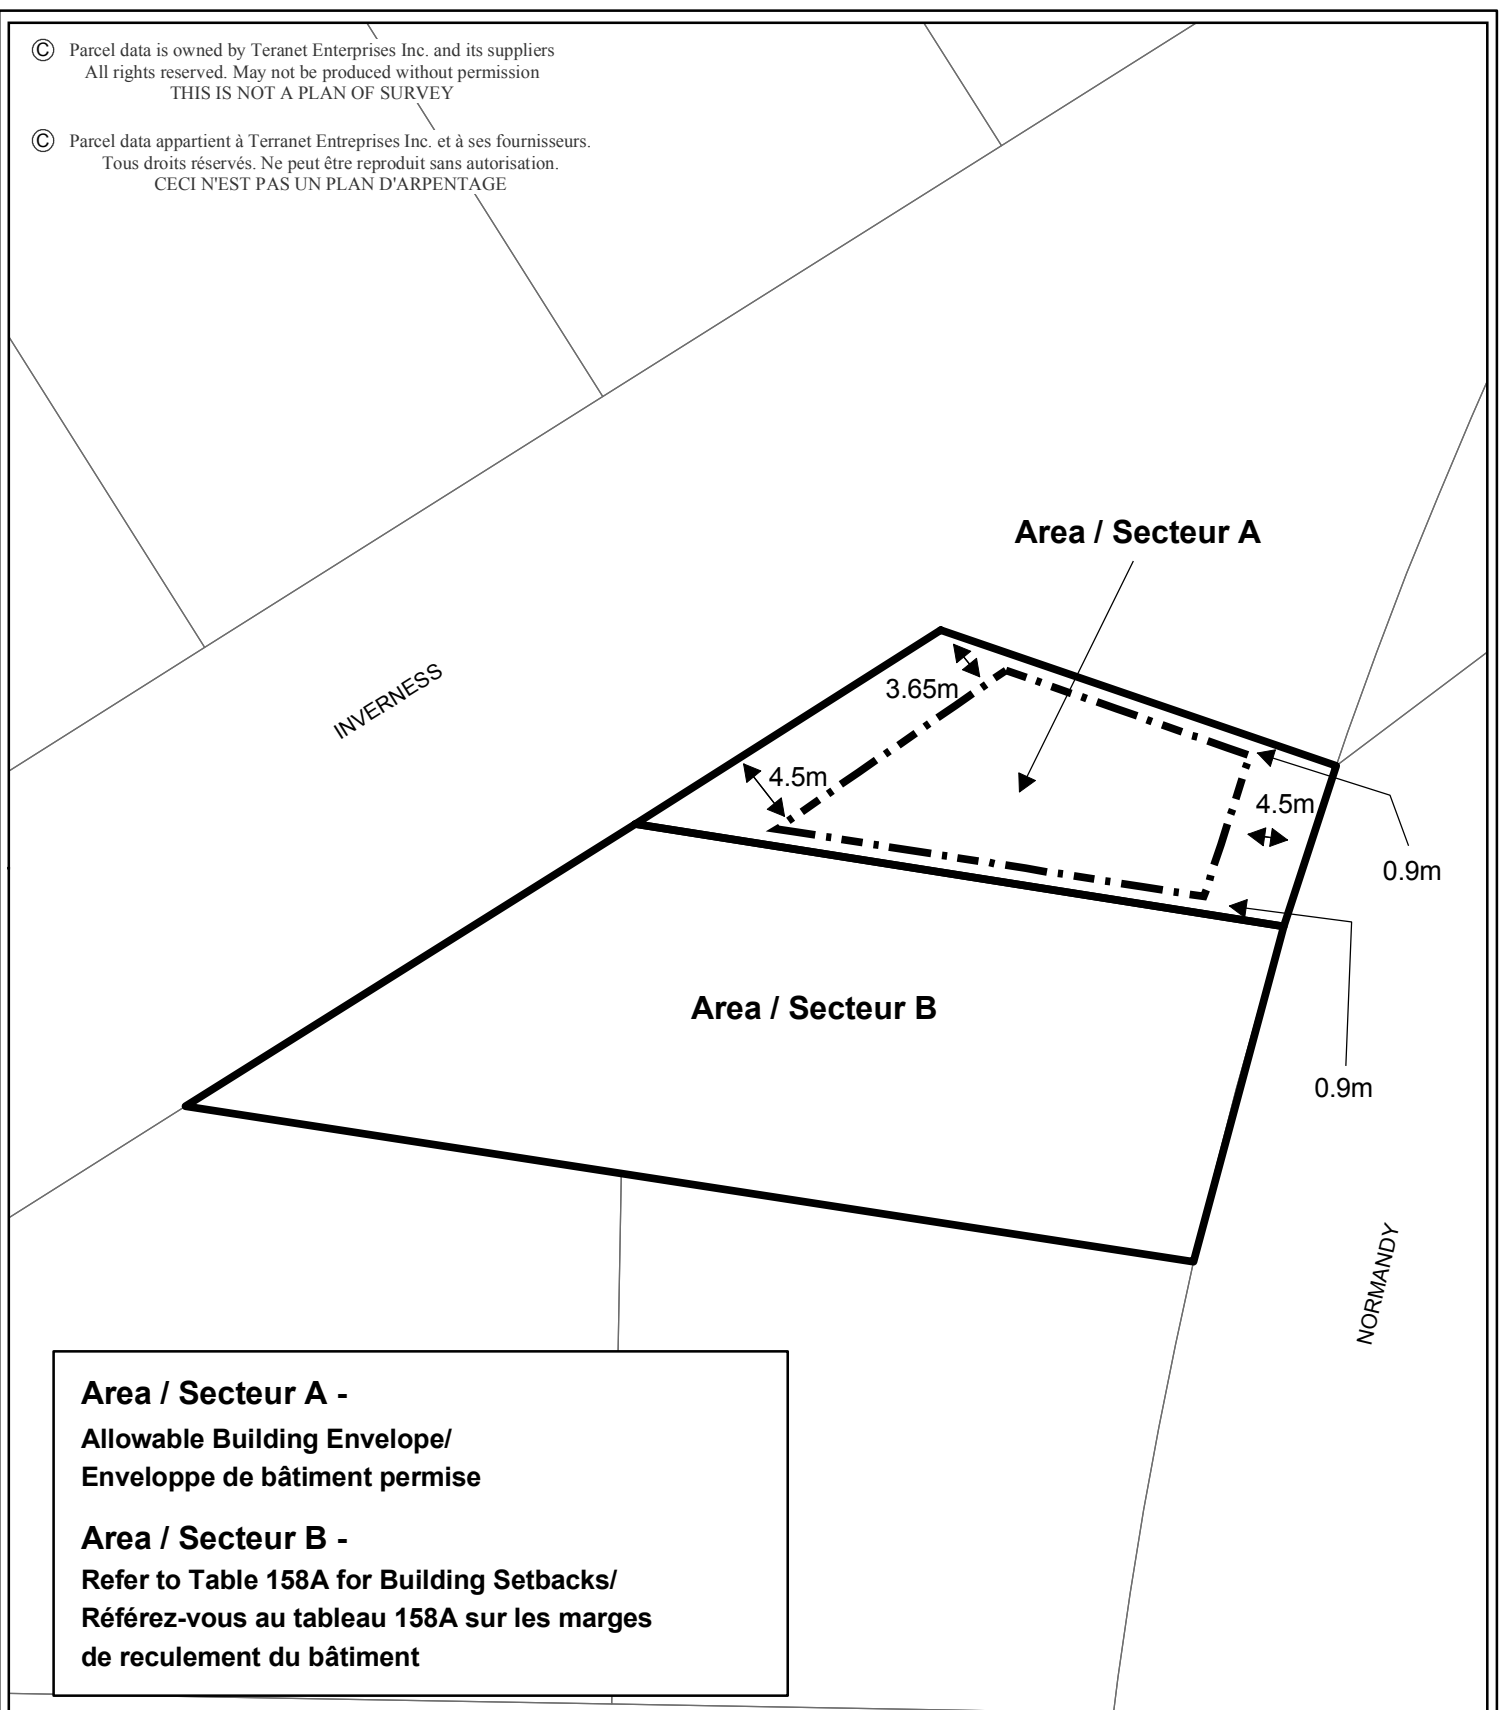 © Parcel data is owned by Teranet Enterprises Inc. and its suppliers
All rights reserved. May not be produced without permission
THIS IS NOT A PLAN OF SURVEY
© Parcel data appartient à Terranet Entreprises Inc. et à ses fournisseurs.
Tous droits réservés. Ne peut être reproduit sans autorisation.
CECI N'EST PAS UN PLAN D'ARPENTAGE
Area / Secteur A
INVERNESS
3.65m
4.5m
4.5m
0.9m
Area / Secteur B
0.9m
NORMANDY
Area / Secteur A -
Allowable Building Envelope/
Enveloppe de bâtiment permise
Area / Secteur B -
Refer to Table 158A for Building Setbacks/
Référez-vous au tableau 158A sur les marges
de reculement du bâtiment